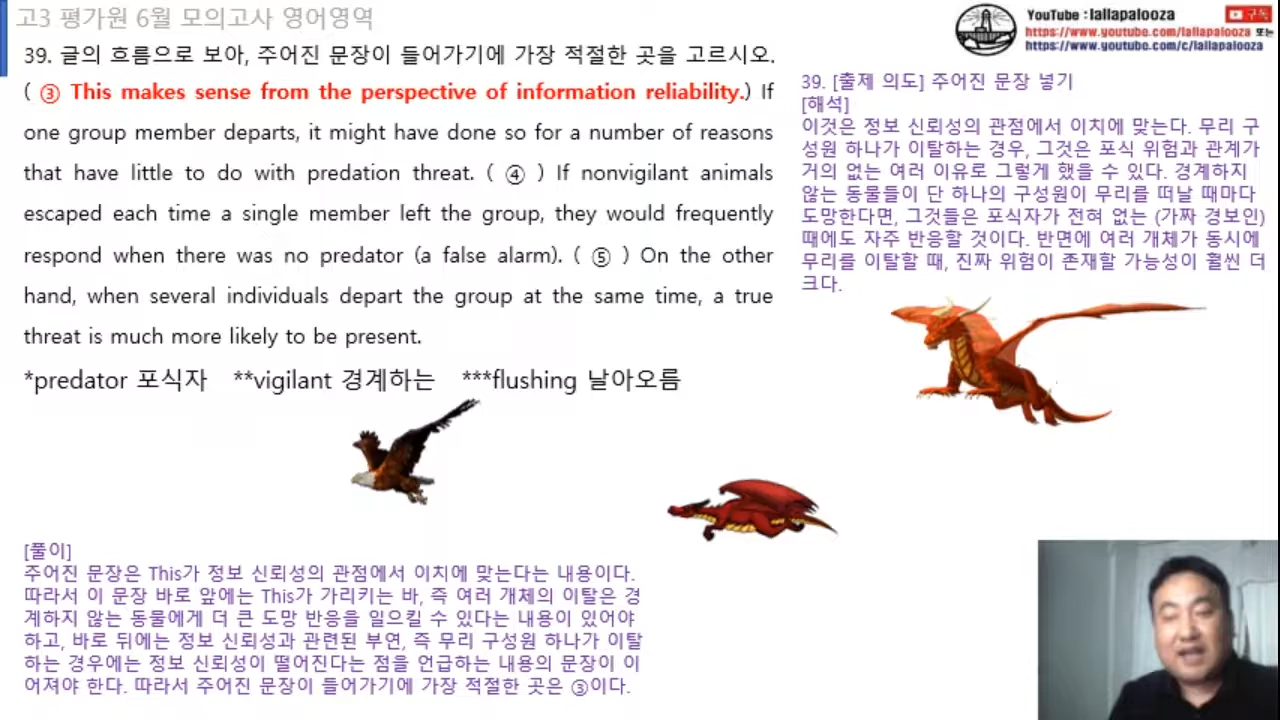 고3 평가원 6월 모의고사 영어영역
YouTube : lallapalooza
구독
https://www.youtube.com/lallapalooza 또는
https://www.youtube.com/c/lallapalooza
39. 글의 흐름으로 보아, 주어진 문장이 들어가기에 가장 적절한 곳을 고르시오.
( ③ This makes sense from the perspective of information reliability.) If
one group member departs, it might have done so for a number of reasons
that have little to do with predation threat. ( ④ ) If nonvigilant animals
escaped each time a single member left the group, they would frequently
respond when there was no predator (a false alarm). ( ⑤ ) On the other
hand, when several individuals depart the group at the same time, a true
threat is much more likely to be present.
*predator 포식자 **vigilant 경계하는 ***flushing 날아오름
39. [출제 의도] 주어진 문장 넣기
[해석]
이것은 정보 신뢰성의 관점에서 이치에 맞는다. 무리 구
성원 하나가 이탈하는 경우, 그것은 포식 위험과 관계가
거의 없는 여러 이유로 그렇게 했을 수 있다. 경계하지
않는 동물들이 단 하나의 구성원이 무리를 떠날 때마다
도망한다면, 그것들은 포식자가 전혀 없는 (가짜 경보인)
때에도 자주 반응할 것이다. 반면에 여러 개체가 동시에
무리를 이탈할 때, 진짜 위험이 존재할 가능성이 훨씬 더
크다.
[풀이]
주어진 문장은 This가 정보 신뢰성의 관점에서 이치에 맞는다는 내용이다.
따라서 이 문장 바로 앞에는 This가 가리키는 바, 즉 여러 개체의 이탈은 경
계하지 않는 동물에게 더 큰 도망 반응을 일으킬 수 있다는 내용이 있어야
하고, 바로 뒤에는 정보 신뢰성과 관련된 부연, 즉 무리 구성원 하나가 이탈
하는 경우에는 정보 신뢰성이 떨어진다는 점을 언급하는 내용의 문장이 이
어져야 한다. 따라서 주어진 문장이 들어가기에 가장 적절한 곳은 ③이다.